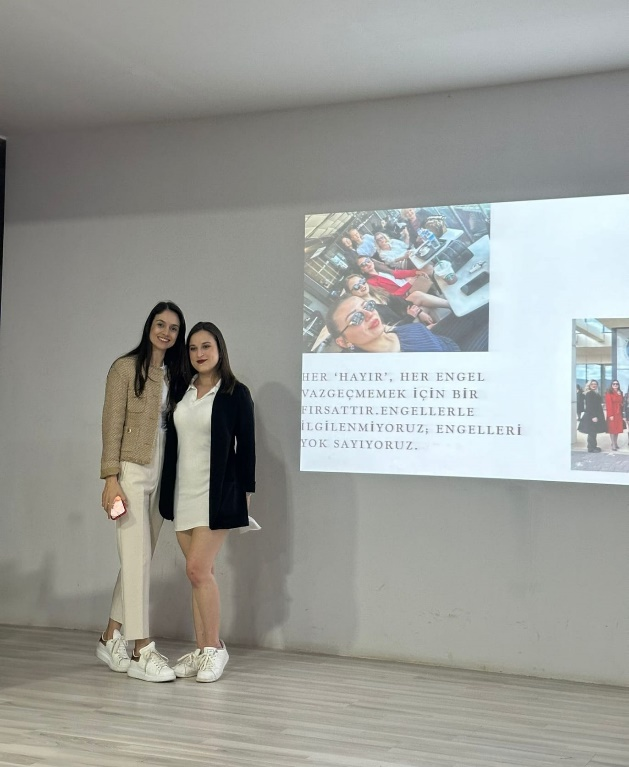 HER ‘HAYIR’, HER ENGEL
VAZGEÇMEMEK İÇİN BİR
FIRSATTIR.ENGELLERLE
İLGİLENMİYORUZ; ENGELLERİ
YOK SAYIYORUZ.